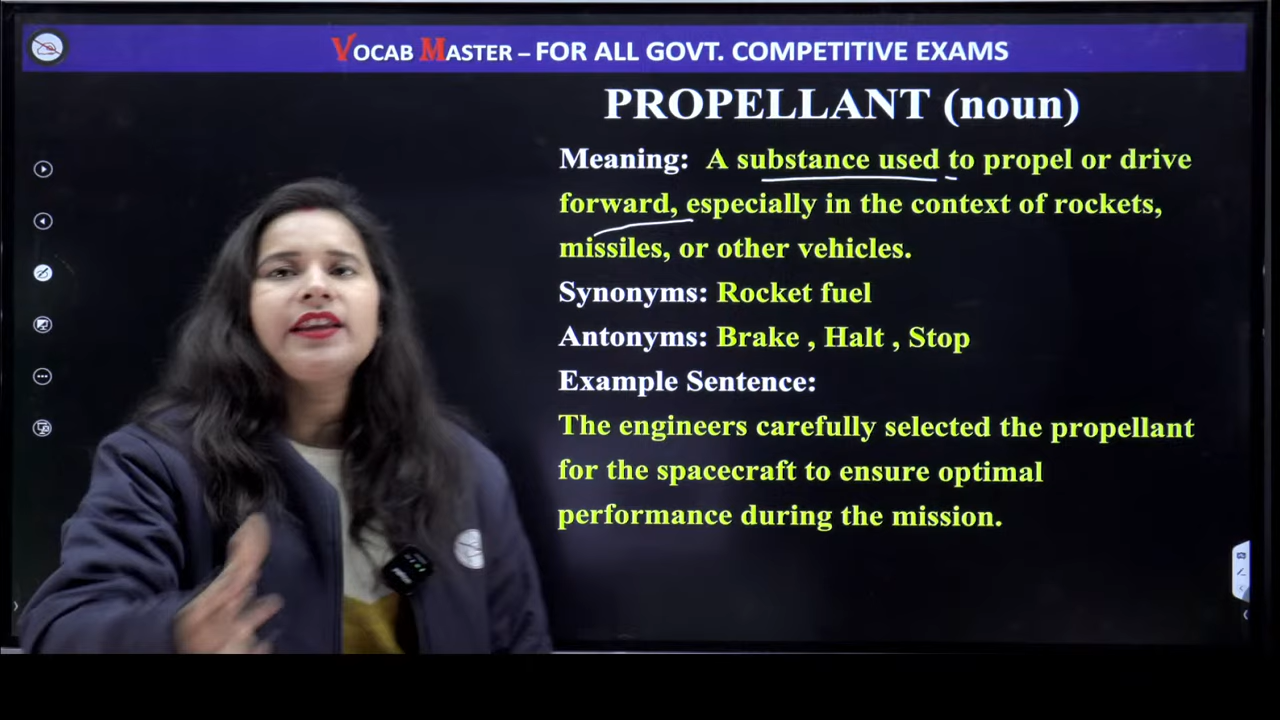 VOCAB MASTER – FOR ALL GOVT. COMPETITIVE EXAMS
PROPELLANT (noun)
Meaning: A substance used to propel or drive
forward, especially in the context of rockets,
missiles, or other vehicles.
Synonyms: Rocket fuel
Antonyms: Brake , Halt , Stop
Example Sentence:
The engineers carefully selected the propellant
for the spacecraft to ensure optimal
performance during the mission.